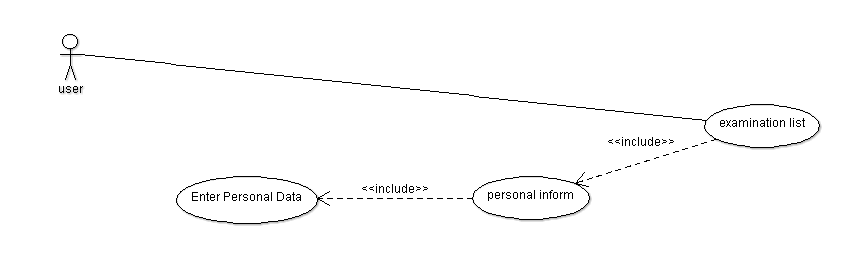 user
examination list
<<include>>
<<include>>
personal inform
Enter Personal Data